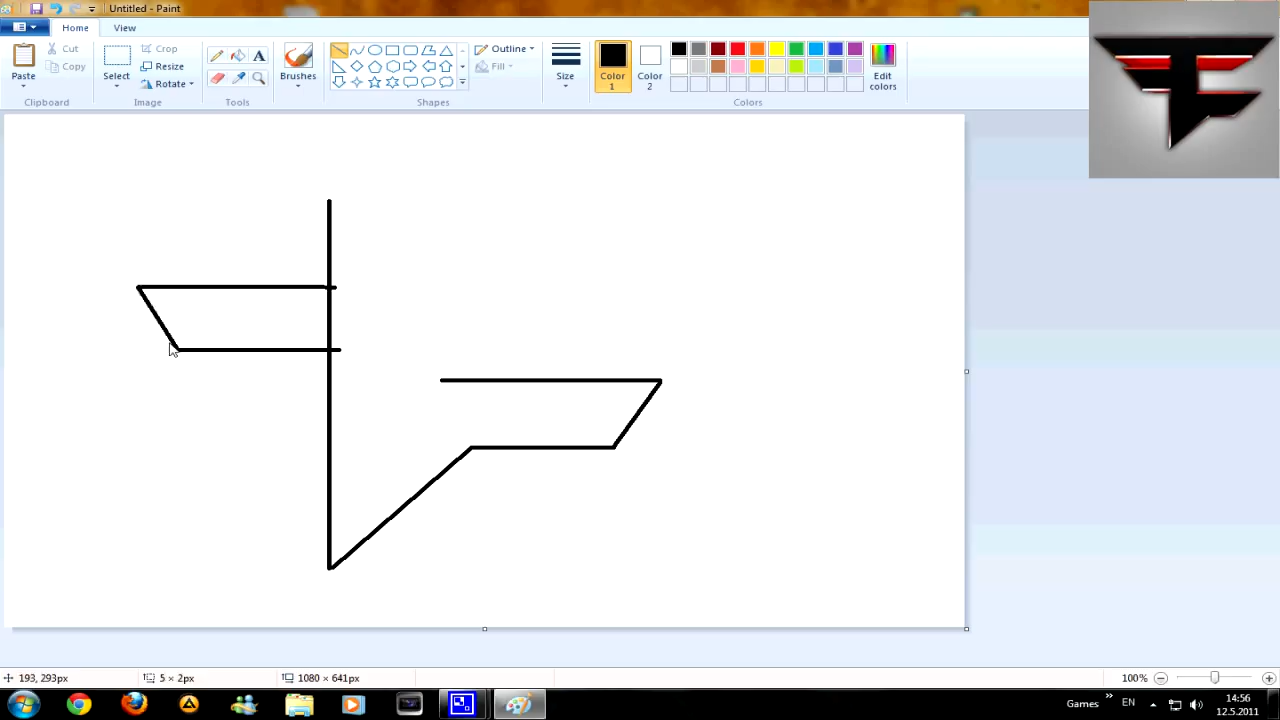 Untitled - Paint
Home View
Paste
Cut
Copy
Clipboard
Select
Crop
Resize
Rotate
Image
Tools
Brushes
Shapes
Outline
Fill
Size
Color 1
Color 2
Edit colors
Colors
193, 293px
5 × 2px
1080 × 641px
100%
Games
»
EN
14:56
12.5.2011